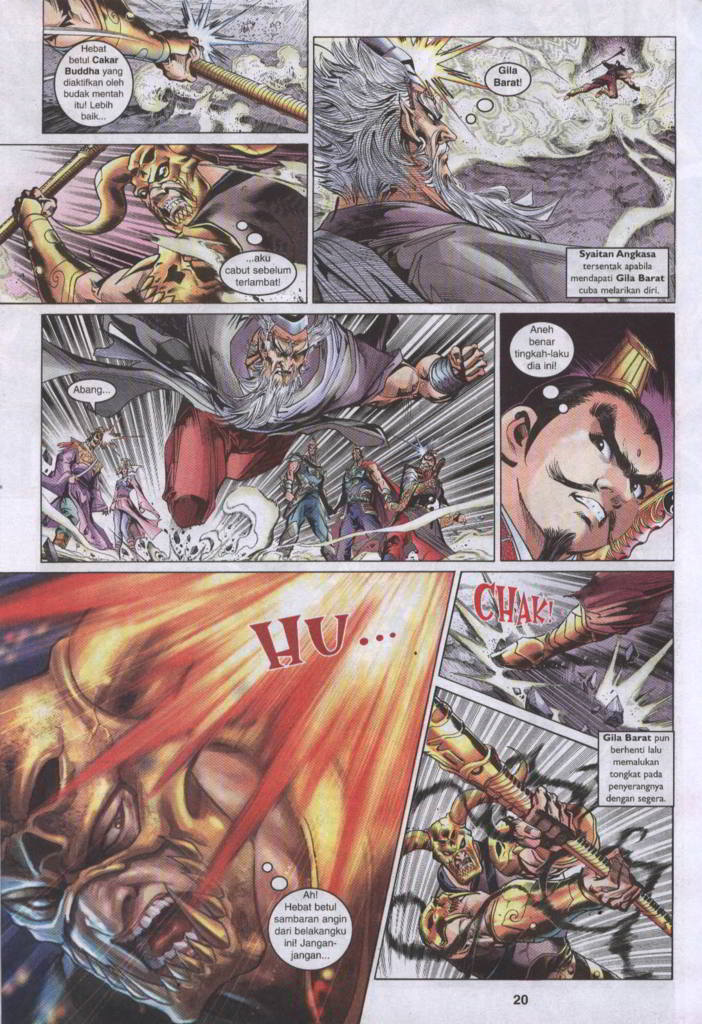 Hebat
betul Cakar
Buddha yang
diaktifkan oleh
budak mentah
itu! Lebih
baik...
...aku
cabut sebelum
terlambat!
Gila
Barat!
Syaitan Angkasa
tersentak apabila
mendapati Gila Barat
cuba melarikan diri.
Abang...
Aneh
benar
tingkah-laku
dia ini!
HU...
Ah!
Hebat betul
sambaran angin
dari belakangku
ini! Jangan-
jangan...
CHAK!
Gila Barat pun
berhenti lalu
memalukan
tongkat pada
penyerangnya
dengan segera.
20